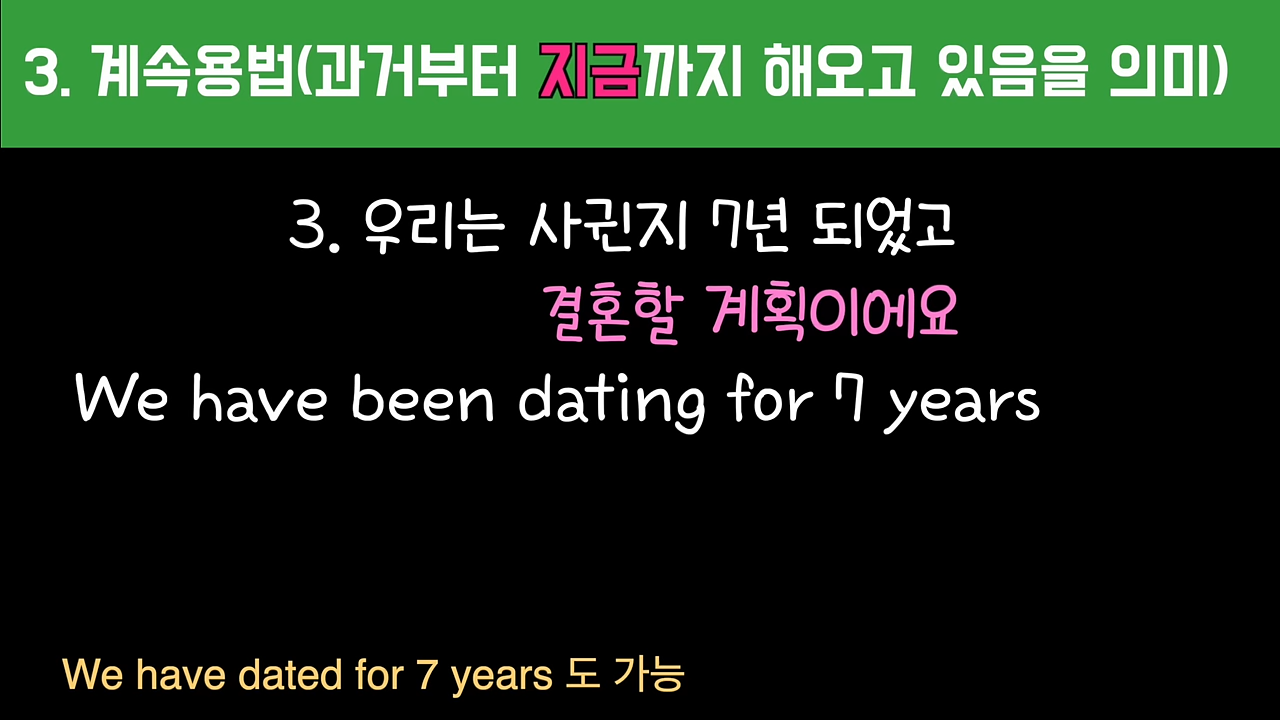 3. 계속용법(과거부터 지금까지 해오고 있음을 의미)
3. 우리는 사귄지 7년 되었고
결혼할 계획이에요
We have been dating for 7 years
We have dated for 7 years 도 가능